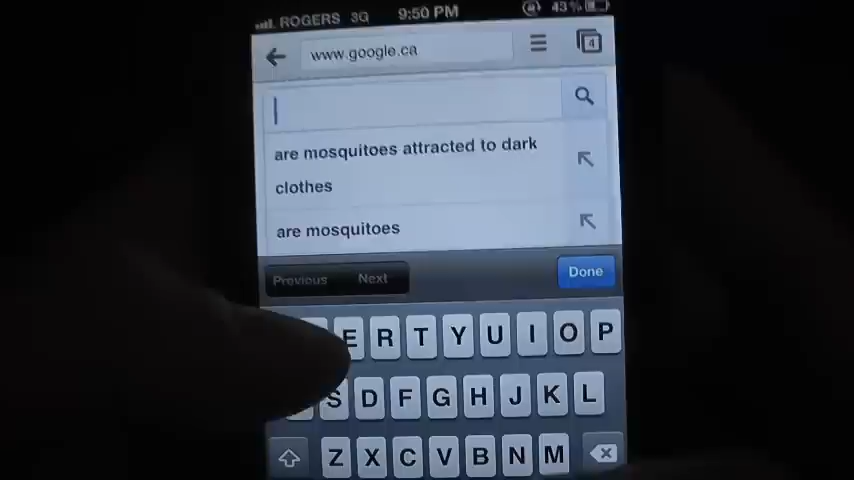 ROGERS 3G 9:50 PM 43%
www.google.ca 4
are mosquitoes attracted to dark
clothes
are mosquitoes
Previous Next Done
E R T Y U I O P
S D F G H J K L
Z X C V B N M